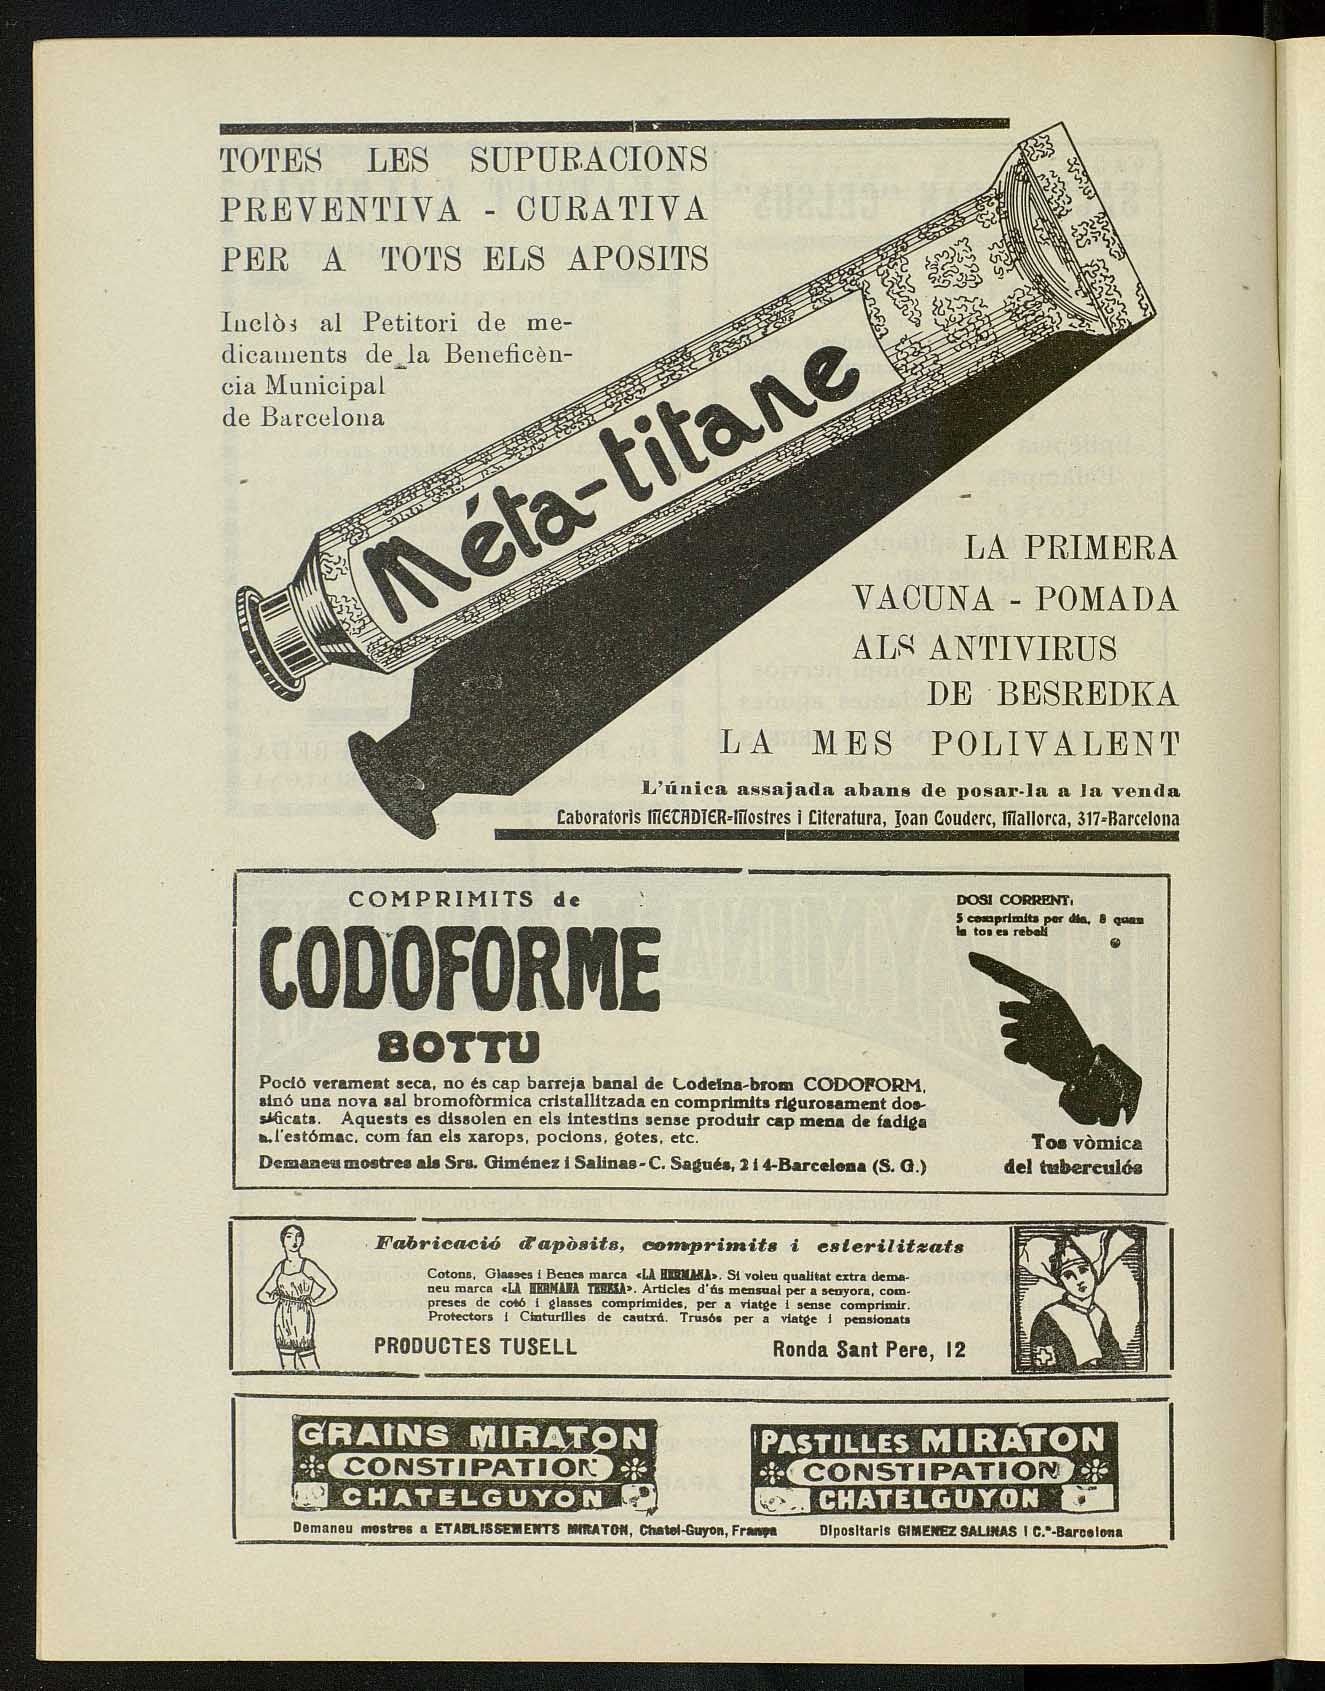 TOTES LES SUPURACIONS
PREVENTIVA - CURATIVA
PER A TOTS ELS APOSITS
Inclòs al Petitori de me-
dicaments de la Beneficèn-
cia Municipal
de Barcelona
Méta-titane
LA PRIMERA
VACUNA - POMADA
ALS ANTIVIRUS
DE BESREDKA
LA MES POLIVALENT
L'única assajada abans de posar-la a la venda
Laboratoris METADIER-Mostres i Literatura, Joan Couderc, Mallorca, 317-Barcelona
COMPRIMITS de
CODOFORME
BOTTU
DOSI CORRENT:
5 comprimits per dia, 8 quan
la tos es rebeli
Poció verament seca, no és cap barreja banal de Codeïna-brom CODOFORM,
sinó una nova sal bromofòrmica cristallitzada en comprimits rigurosament dos-
sificats. Aquests es dissolen en els intestins sense produir cap mena de fadiga
a l'estómac, com fan els xarops, pocions, gotes, etc.
Demaneu mostres als Srs. Giménez i Salinas-C. Sagués, 2 i 4-Barcelona (S. G.)
Tos vòmica
del tuberculós
Fabricació d'apòsits, comprimits i esterilitzats
Cotons, Glasses i Benes marca «LA HERMANA». Si voleu qualitat extra dema-
neu marca «LA HERMANA TERESA». Articles d'ús mensual per a senyora, com-
preses de cotó i glasses comprimides, per a viatge i sense comprimir.
Protectors i Cinturilles de cautxú. Trusós per a viatge i pensionats
PRODUCTES TUSELL
Ronda Sant Pere, 12
GRAINS MIRATON
CONSTIPATION
CHATELGUYON
PASTILLES MIRATON
CONSTIPATION
CHATELGUYON
Demaneu mostres a ETABLISSEMENTS MIRATON, Chatel-Guyon, França
Dipositaris GIMENEZ SALINAS I C.ª-Barcelona